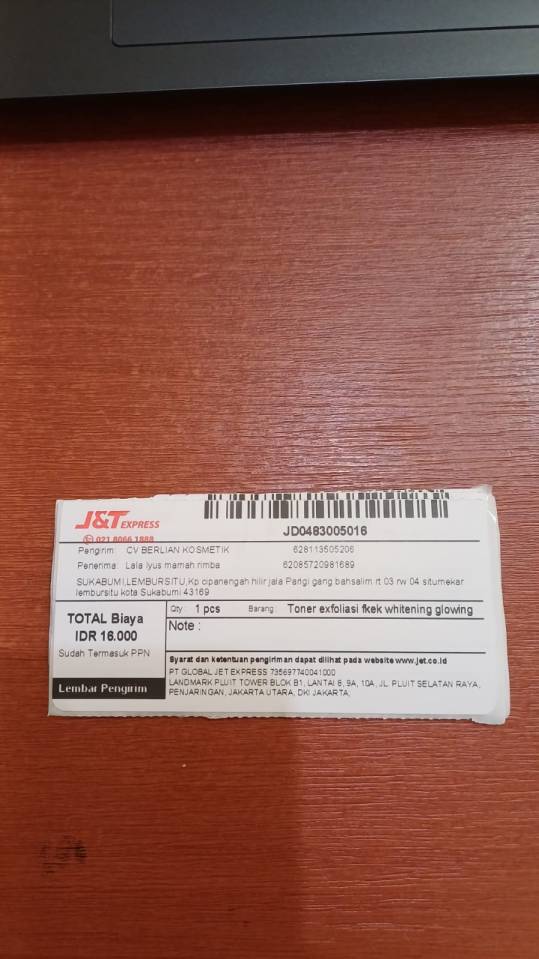 J&T EXPRESS
021 8066 1888
JD0483005016
Pengirim: CV BERLIAN KOSMETIK 628113505206
Penerima: Lala Iyus mamah rimba 62085720981689
SUKABUMI,LEMBURSITU,Kp cipanengah hilir jala Pangi gang bahsalim rt 03 rw 04 situmekar
lembursitu kota Sukabumi 43169
TOTAL Biaya
IDR 16.000
Sudah Termasuk PPN
Lembar Pengirim
Qty : 1 pcs Barang : Toner exfoliasi fkek whitening glowing
Note :
Syarat dan ketentuan pengiriman dapat dilihat pada website www.jet.co.id
PT GLOBAL JET EXPRESS 735697740041000
LANDMARK PLUIT TOWER BLOK B1, LANTAI 8, 9A, 10A, JL. PLUIT SELATAN RAYA,
PENJARINGAN, JAKARTA UTARA, DKI JAKARTA,